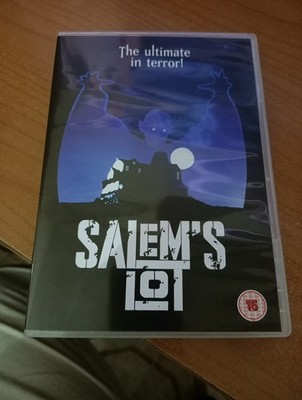 The ultimate
in terror!
SALEM'S
LOT
15